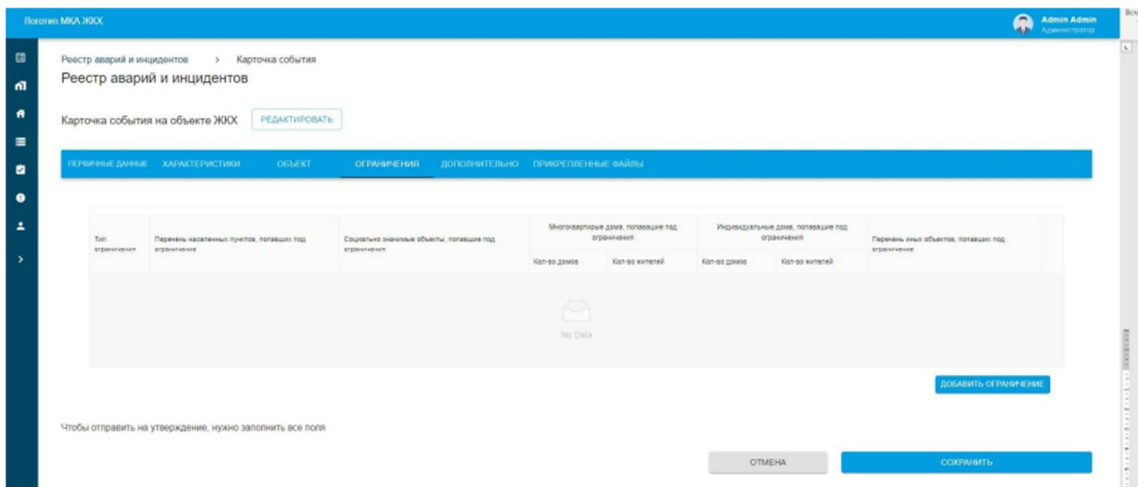 Логотип МКА ЖКХ
Admin Admin
Администратор
Реестр аварий и инцидентов > Карточка события
Реестр аварий и инцидентов
Карточка события на объекте ЖКХ РЕДАКТИРОВАТЬ
ПЕРВИЧНЫЕ ДАННЫЕ ХАРАКТЕРИСТИКИ ОБЪЕКТ ОГРАНИЧЕНИЯ ДОПОЛНИТЕЛЬНО ПРИКРЕПЛЕННЫЕ ФАЙЛЫ
Тип
ограничения
Перечень населенных пунктов, попавших под
ограничение
Социально значимые объекты, попавшие под
ограничения
Многоквартирые дома, попавшие под
ограничения
Кол-во домов Кол-во жителей
Индивидуальные дома, попавшие под
ограничения
Кол-во домов Кол-во жителей
Перечень иных объектов, попавших под
ограничение
No Data
ДОБАВИТЬ ОГРАНИЧЕНИЕ
Чтобы отправить на утверждение, нужно заполнить все поля
ОТМЕНА СОХРАНИТЬ